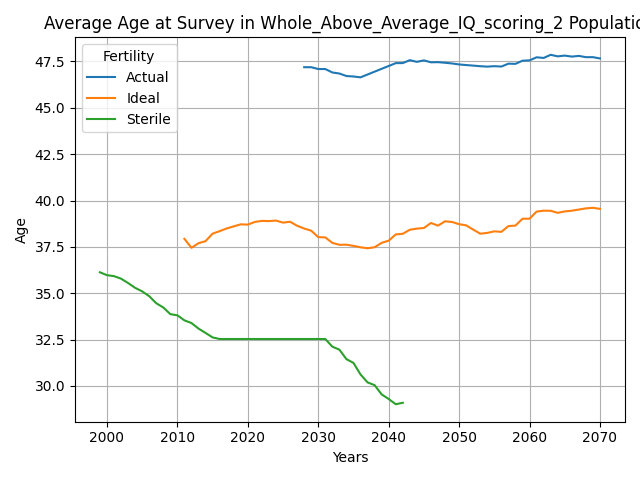 Average Age at Survey in Whole_Above_Average_IQ_scoring_2 Populatio
Fertility
Actual
Ideal
Sterile
47.5
45.0
42.5
40.0
37.5
35.0
32.5
30.0
Age
2000 2010 2020 2030 2040 2050 2060 2070
Years